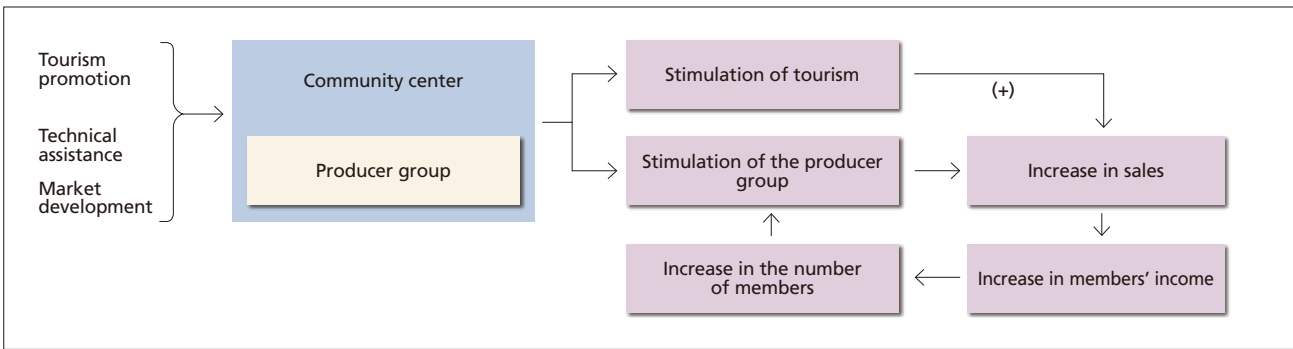 Tourism
promotion
Technical
assistance
Market
development
Community center
Producer group
Stimulation of tourism
(+)
Stimulation of the producer
group
Increase in sales
Increase in the number
of members
Increase in members’ income